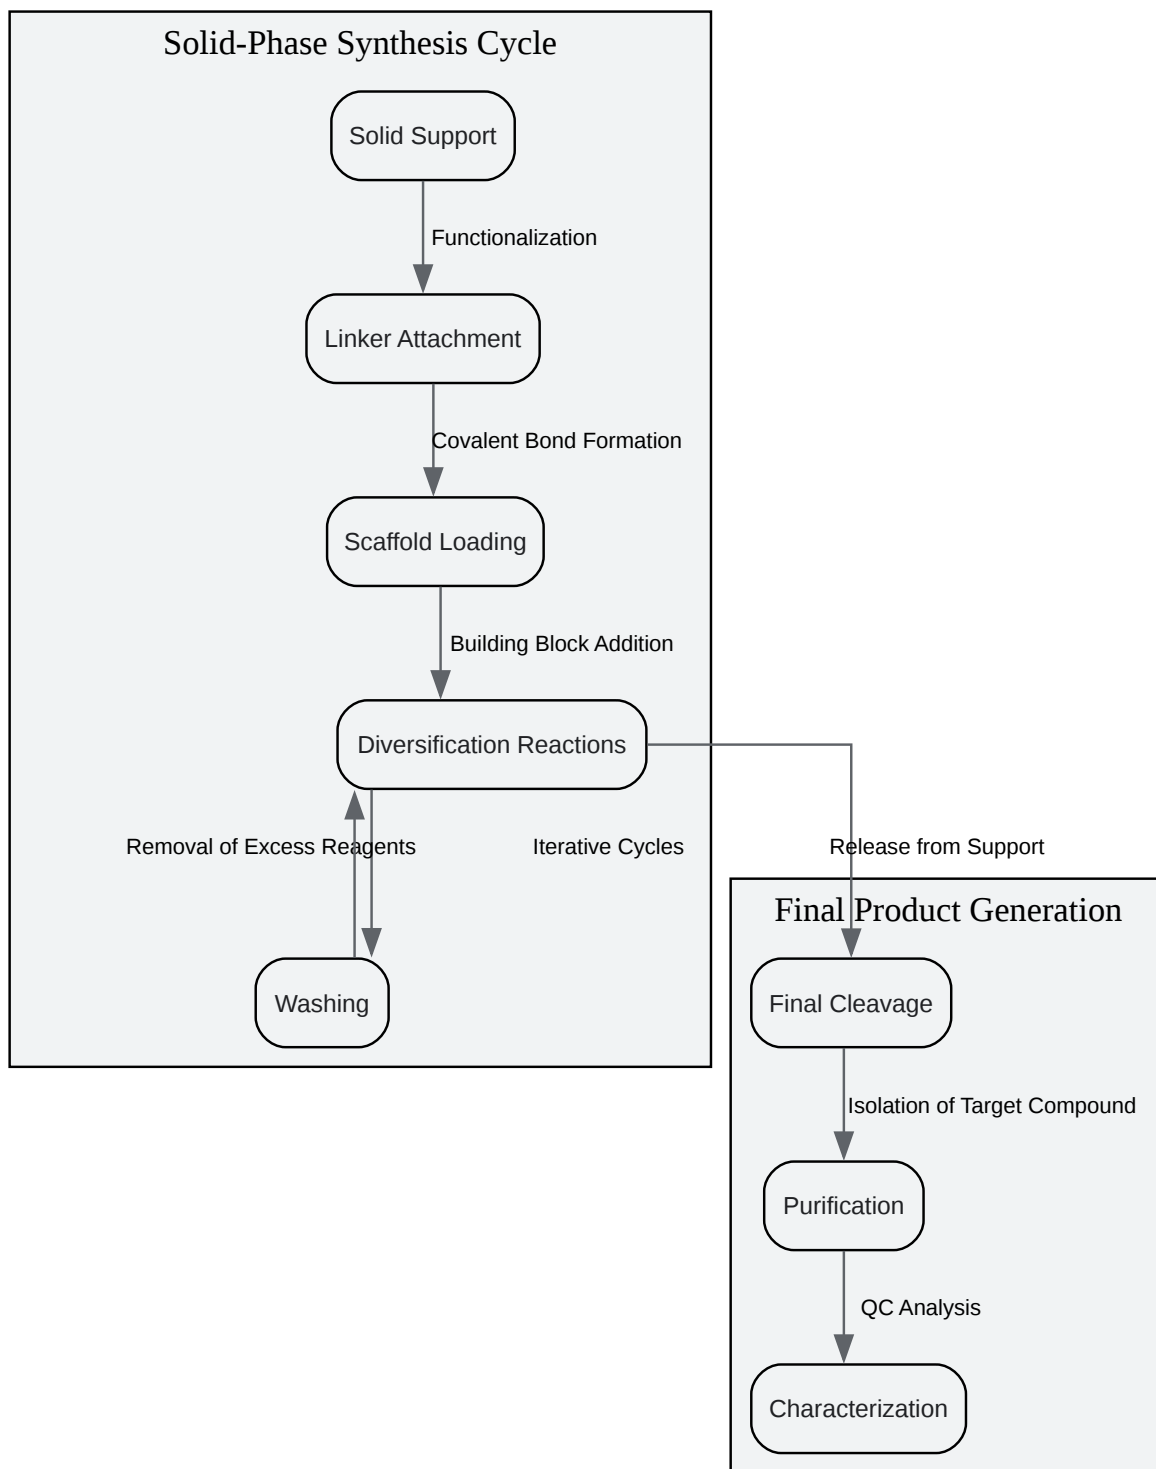 Solid-Phase Synthesis Cycle
Solid Support
Functionalization
Linker Attachment
Covalent Bond Formation
Scaffold Loading
Building Block Addition
Diversification Reactions
Removal of Excess Reagents
Iterative Cycles
Washing
Release from Support
Final Product Generation
Final Cleavage
Isolation of Target Compound
Purification
QC Analysis
Characterization